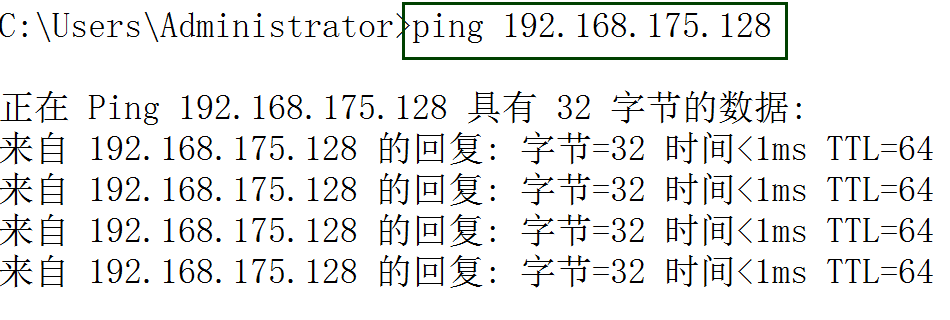 C:\Users\Administrator>ping 192.168.175.128
正在 Ping 192.168.175.128 具有 32 字节的数据:
来自 192.168.175.128 的回复: 字节=32 时间<1ms TTL=64
来自 192.168.175.128 的回复: 字节=32 时间<1ms TTL=64
来自 192.168.175.128 的回复: 字节=32 时间<1ms TTL=64
来自 192.168.175.128 的回复: 字节=32 时间<1ms TTL=64